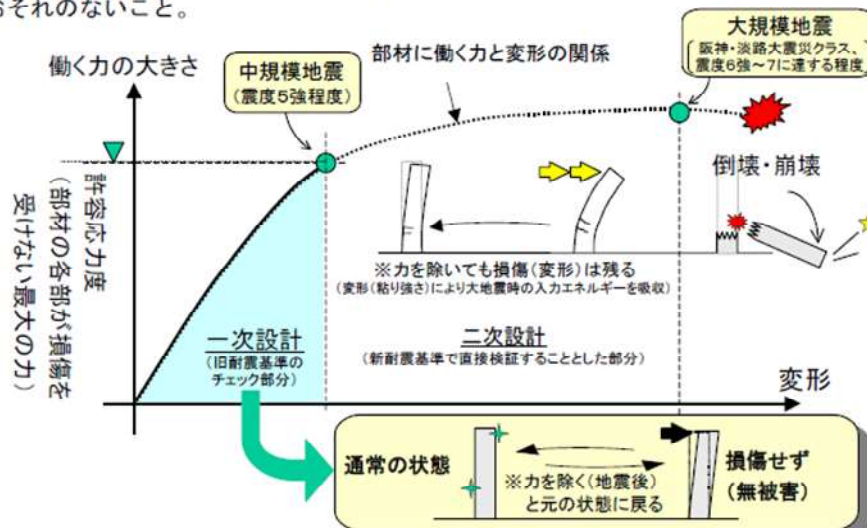 おそれのないこと。
大規模地震
阪神・淡路大震災クラス、
震度6強～7に達する程度
働く力の大きさ
中規模地震
(震度5強程度)
部材に働く力と変形の関係
倒壊・崩壊
許容応力度
(部材の各部が損傷を
受けない最大の力)
※力を除いても損傷(変形)は残る
(変形(粘り強さ)により大地震時の入力エネルギーを吸収)
一次設計
(旧耐震基準の
チェック部分)
二次設計
(新耐震基準で直接検証することとした部分)
変形
通常の状態
※力を除く(地震後)
と元の状態に戻る
損傷せず
(無被害)